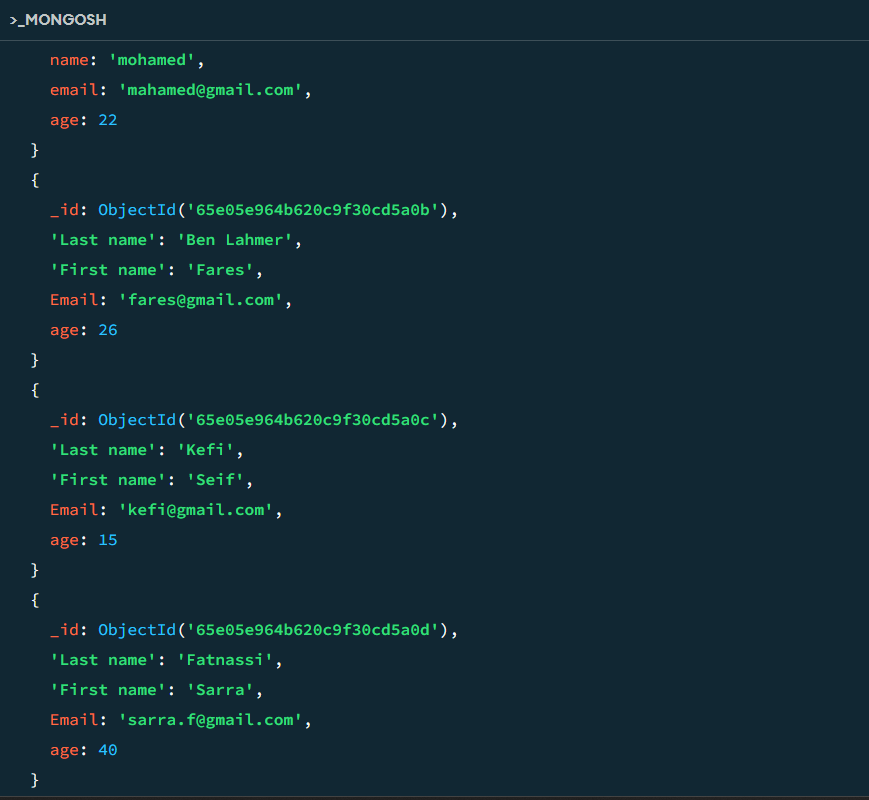 >_MONGOSH
name: 'mohamed',
email: 'mahamed@gmail.com',
age: 22
}
{
_id: ObjectId('65e05e964b620c9f30cd5a0b'),
'Last name': 'Ben Lahmer',
'First name': 'Fares',
Email: 'fares@gmail.com',
age: 26
}
{
_id: ObjectId('65e05e964b620c9f30cd5a0c'),
'Last name': 'Kefi',
'First name': 'Seif',
Email: 'kefi@gmail.com',
age: 15
}
{
_id: ObjectId('65e05e964b620c9f30cd5a0d'),
'Last name': 'Fatnassi',
'First name': 'Sarra',
Email: 'sarra.f@gmail.com',
age: 40
}